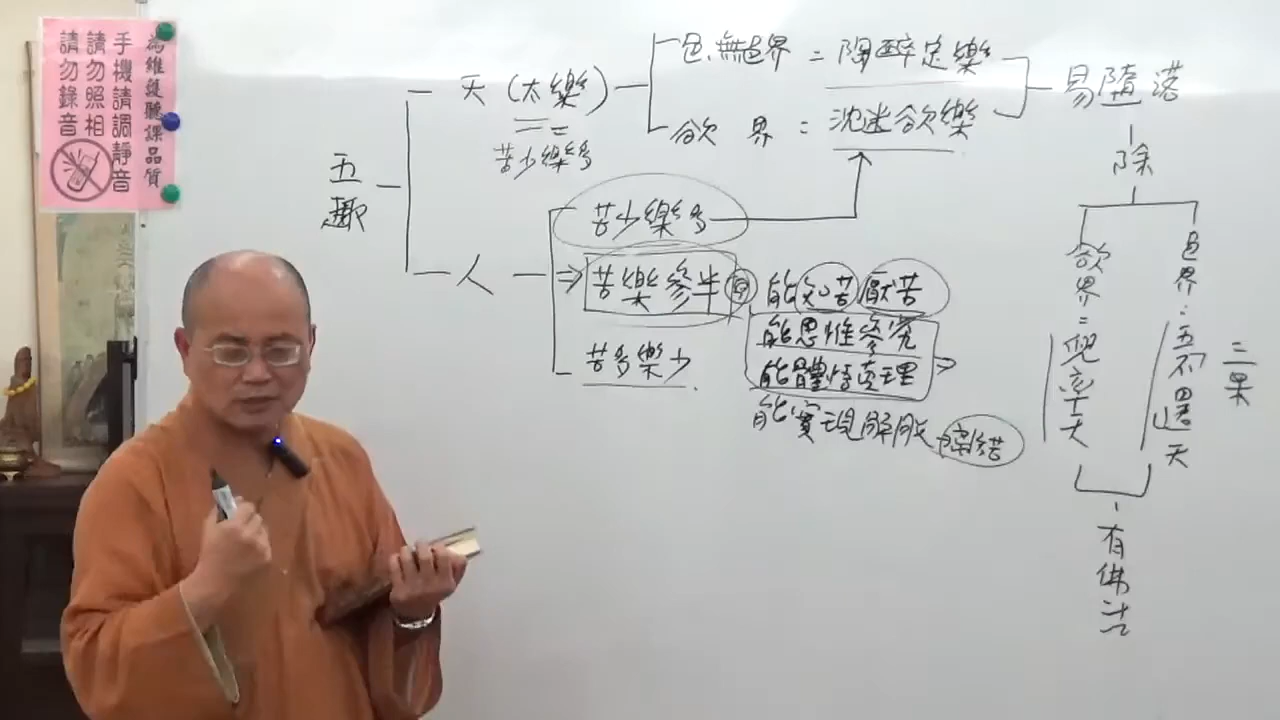 為維護聽課品質
手機請調靜音
請勿照相
請勿錄音
五趣
天(太樂)
苦少樂多
色.無色界=陶醉定樂
欲界:沈迷欲樂
易墮落
除
欲界=兜率天
色界:五不還天
三果
有佛法
人
苦少樂多
苦樂參半
苦多樂少
能知苦厭苦
能思惟參究
能體悟真理
能實現解脫